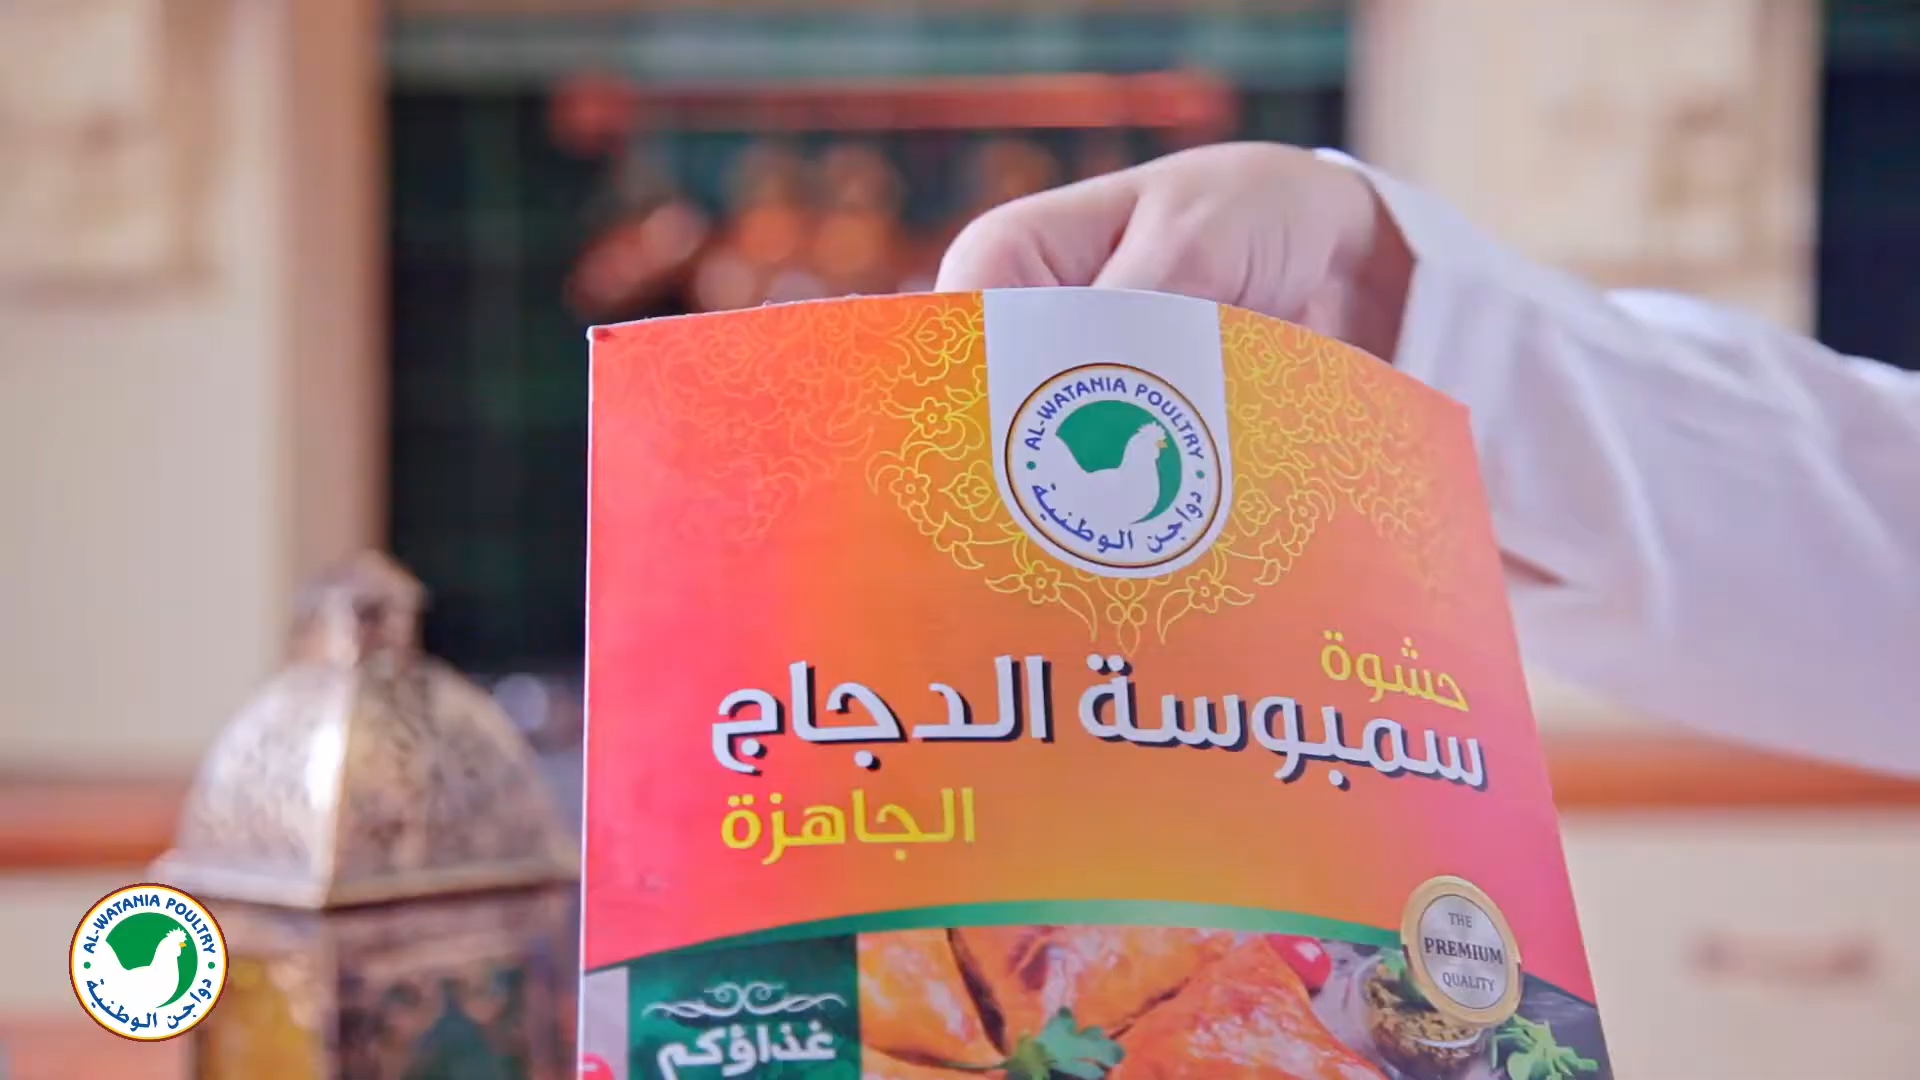 AL-WATANIA POULTRY
دواجن الوطنية
حشوة
سمبوسة الدجاج
الجاهزة
THE
PREMIUM
QUALITY
غذاؤكم
AL-WATANIA POULTRY
دواجن الوطنية